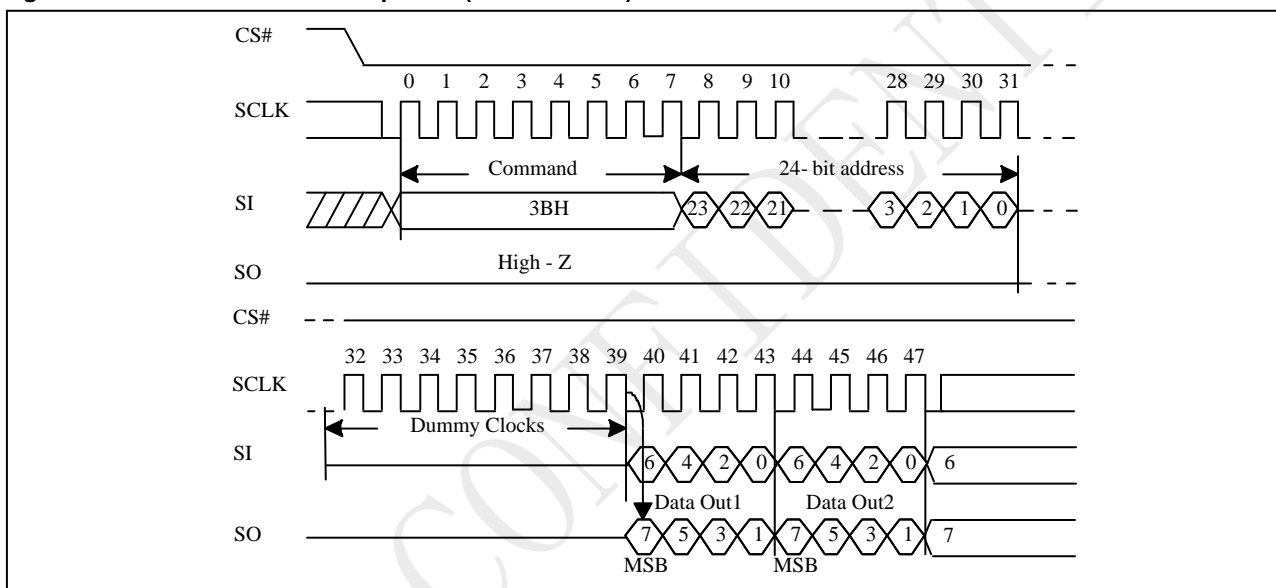 CS#
0 1 2 3 4 5 6 7 8 9 10 28 29 30 31
SCLK
Command 24- bit address
SI 3BH 23 22 21 3 2 1 0
High - Z
SO
CS#
32 33 34 35 36 37 38 39 40 41 42 43 44 45 46 47
SCLK
Dummy Clocks
SI 6 4 2 0 6 4 2 0 6
Data Out1 Data Out2
SO 7 5 3 1 7 5 3 1 7
MSB MSB
CONFIDENT